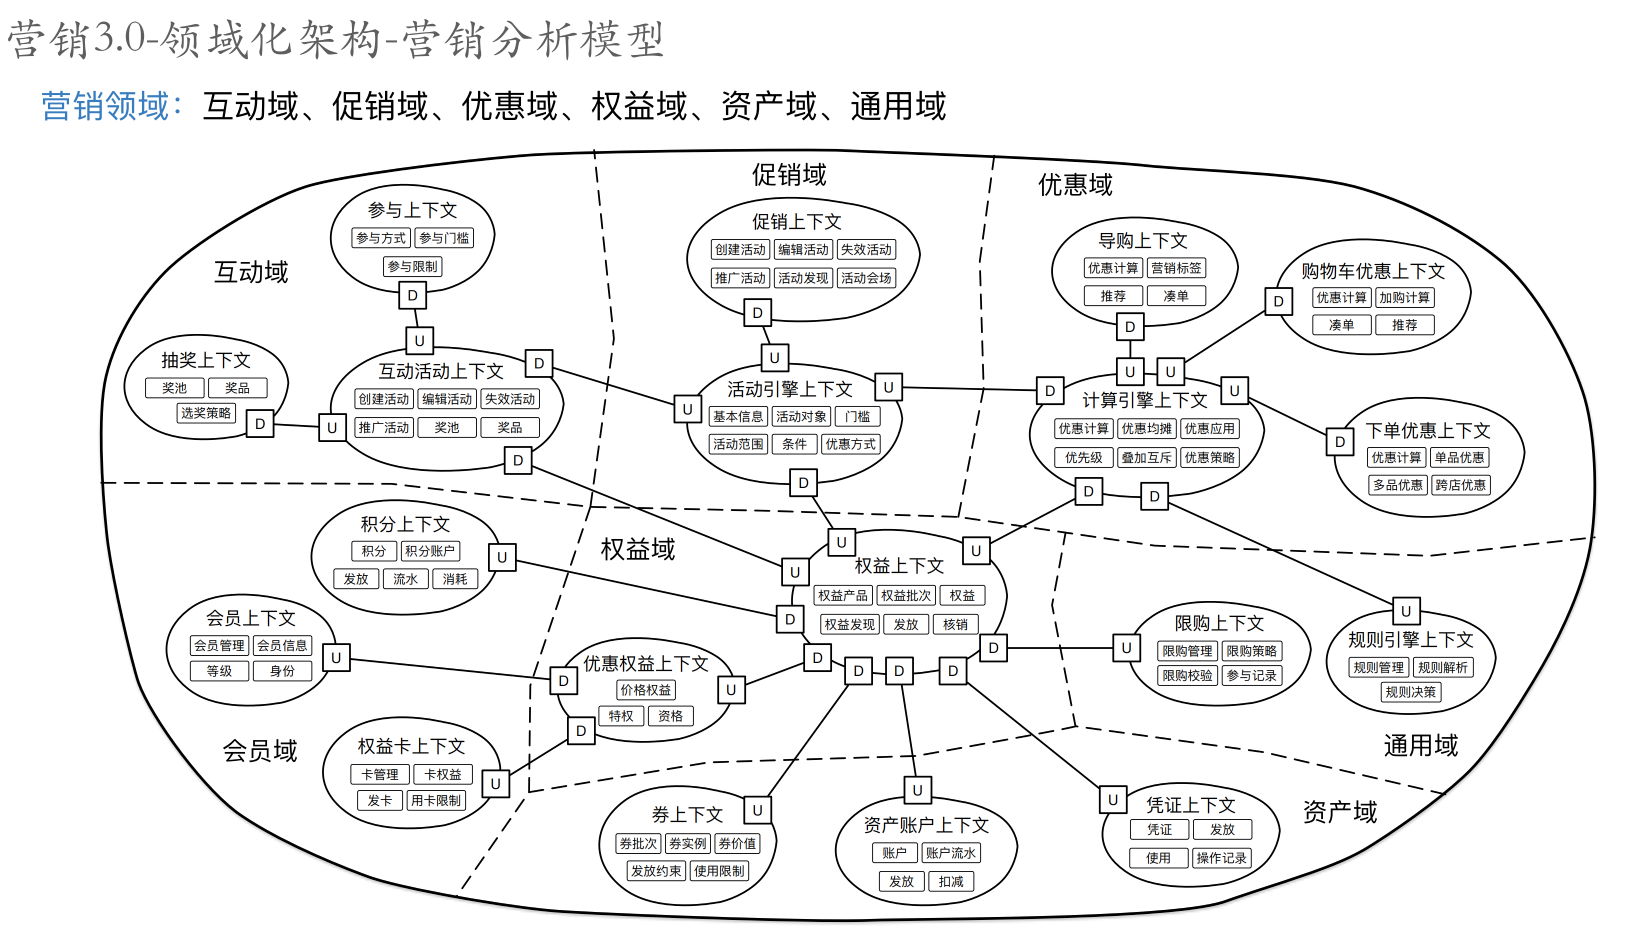 营销3.0-领域化架构-营销分析模型
营销领域：互动域、促销域、优惠域、权益域、资产域、通用域
互动域
参与上下文
参与方式 参与门槛
参与限制
D
U
抽奖上下文
奖池 奖品
选奖策略
D
U
互动活动上下文
创建活动 编辑活动 失效活动
推广活动 奖池 奖品
D
D
促销域
促销上下文
创建活动 编辑活动 失效活动
推广活动 活动发现 活动会场
D
U
U
U
活动引擎上下文
基本信息 活动对象 门槛
活动范围 条件 优惠方式
D
优惠域
导购上下文
优惠计算 营销标签
推荐 凑单
D
购物车优惠上下文
优惠计算 加购计算
凑单 推荐
D
U U
D
U
计算引擎上下文
优惠计算 优惠均摊 优惠应用
优先级 叠加互斥 优惠策略
D
D
下单优惠上下文
优惠计算 单品优惠
多品优惠 跨店优惠
D
会员域
积分上下文
积分 积分账户
发放 流水 消耗
U
会员上下文
会员管理 会员信息
等级 身份
U
权益卡上下文
卡管理 卡权益
发卡 用卡限制
U
权益域
U
U
U
权益上下文
权益产品 权益批次 权益
权益发现 发放 核销
D
D
D
D
D
D
优惠权益上下文
价格权益
特权 资格
D
U
D
通用域
限购上下文
限购管理 限购策略
限购校验 参与记录
U
规则引擎上下文
规则管理 规则解析
规则决策
U
资产域
券上下文
券批次 券实例 券价值
发放约束 使用限制
U
资产账户上下文
账户 账户流水
发放 扣减
U
凭证上下文
凭证 发放
使用 操作记录
U